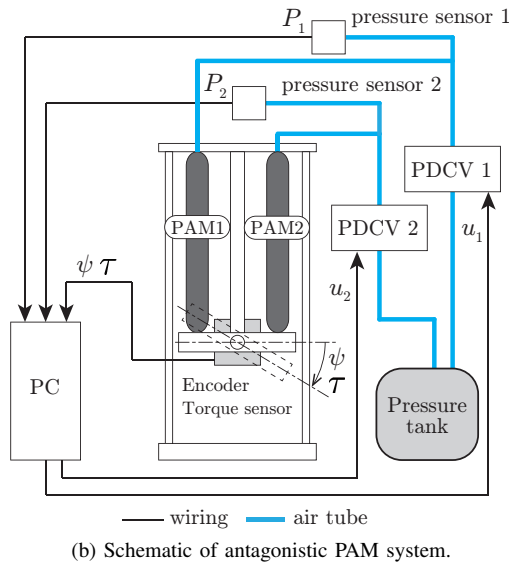 P1
pressure sensor 1
P2
pressure sensor 2
PDCV 1
PAM1
PAM2
PDCV 2
u1
u2
ψ τ
ψ
τ
PC
Encoder
Torque sensor
Pressure
tank
wiring
air tube
(b) Schematic of antagonistic PAM system.